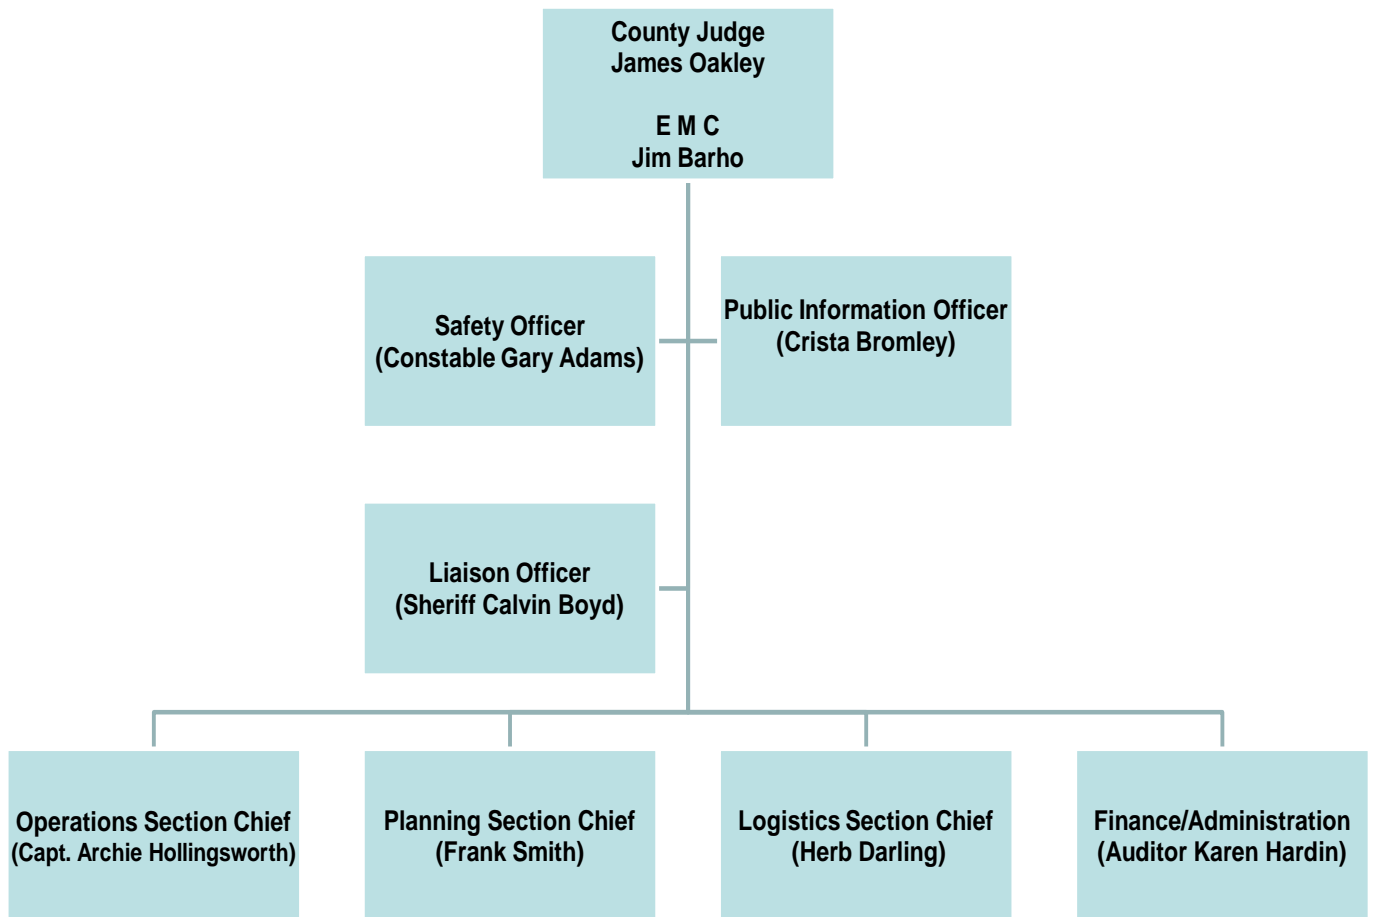 County Judge
James Oakley
E M C
Jim Barho
Safety Officer
(Constable Gary Adams)
Public Information Officer
(Crista Bromley)
Liaison Officer
(Sheriff Calvin Boyd)
Operations Section Chief
(Capt. Archie Hollingsworth)
Planning Section Chief
(Frank Smith)
Logistics Section Chief
(Herb Darling)
Finance/Administration
(Auditor Karen Hardin)